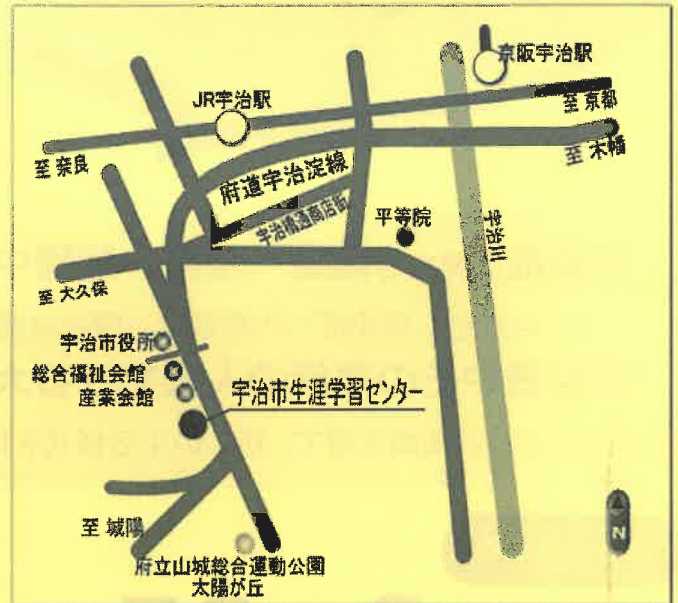 京阪宇治駅
JR宇治駅
至 京都
至 奈良
至 木幡
府道宇治淀線
宇治橋通商店街
平等院
宇治川
至 大久保
宇治市役所
総合福祉会館
産業会館
宇治市生涯学習センター
至 城陽
N
府立山城総合運動公園
太陽が丘